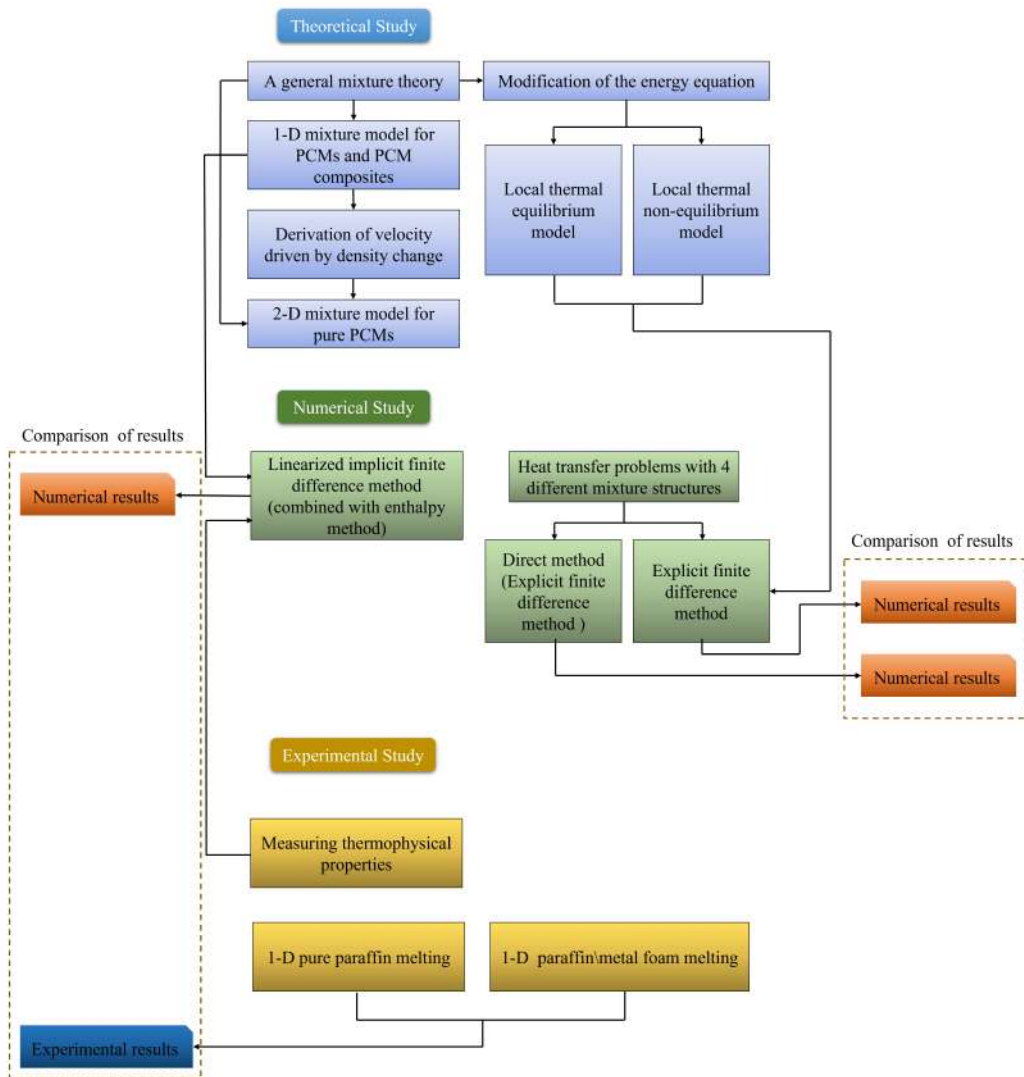 Theoretical Study
A general mixture theory
Modification of the energy equation
1-D mixture model for
PCMs and PCM
composites
Local thermal
equilibrium
model
Local thermal
non-equilibrium
model
Derivation of velocity
driven by density change
2-D mixture model for
pure PCMs
Numerical Study
Comparison of results
Numerical results
Linearized implicit finite
difference method
(combined with enthalpy
method)
Heat transfer problems with 4
different mixture structures
Direct method
(Explicit finite
difference
method )
Explicit finite
difference
method
Comparison of results
Numerical results
Numerical results
Experimental Study
Measuring thermophysical
properties
1-D pure paraffin melting
1-D paraffin\metal foam melting
Experimental results